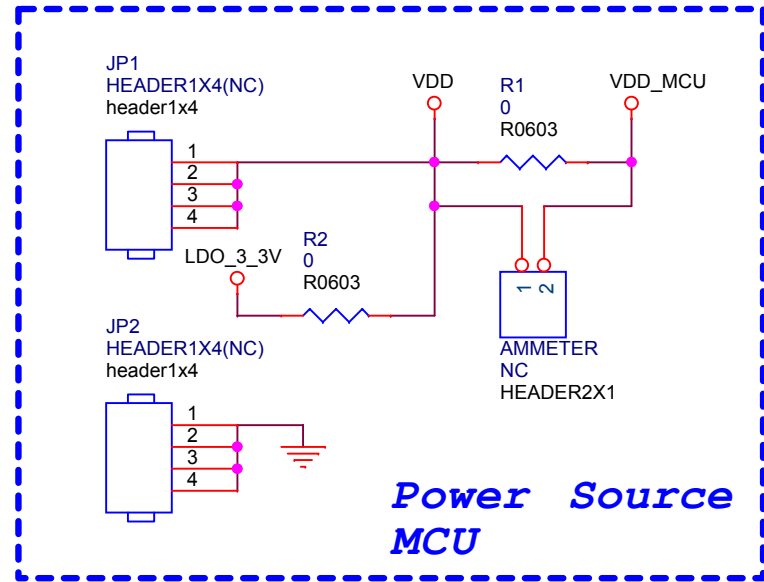 JP1
HEADER1X4(NC)
header1x4
1
2
3
4
VDD
R1
0
R0603
VDD_MCU
LDO_3_3V
R2
0
R0603
1
2
AMMETER
NC
HEADER2X1
JP2
HEADER1X4(NC)
header1x4
1
2
3
4
Power Source
MCU